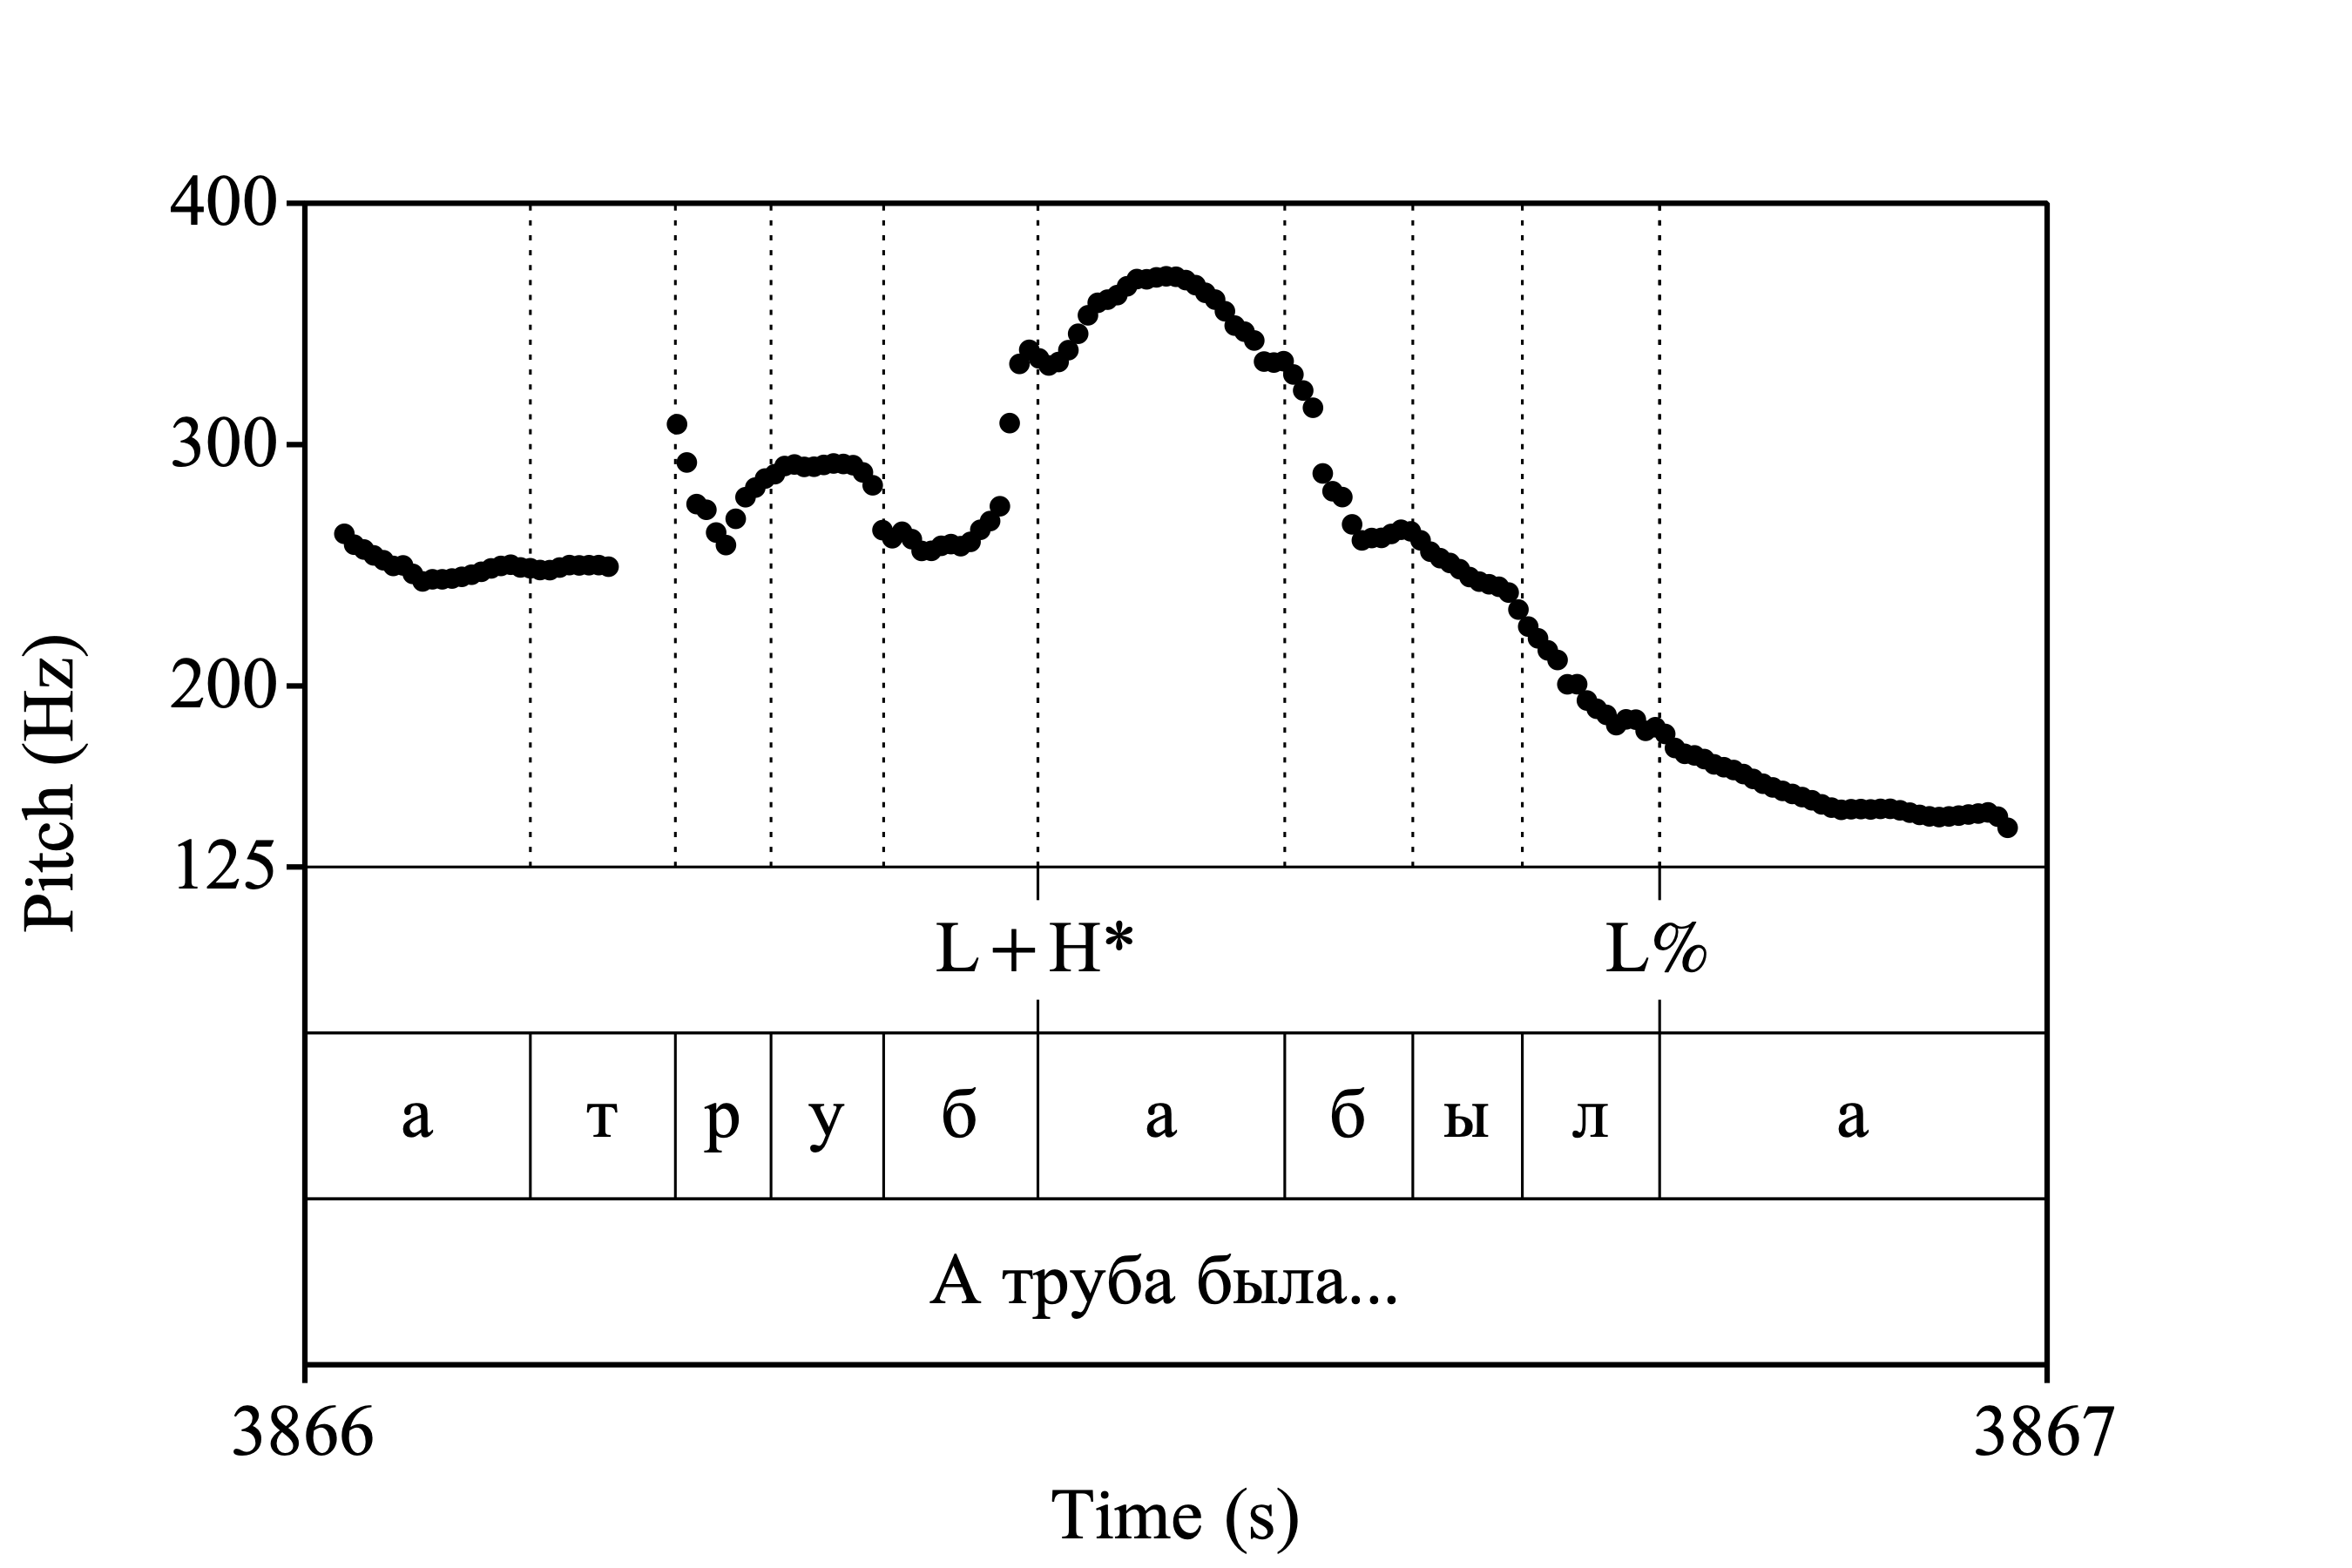 400
300
200
125
Pitch (Hz)
L + H* L%
а т р у б а б ы л а
А труба была...
3866 3867
Time (s)